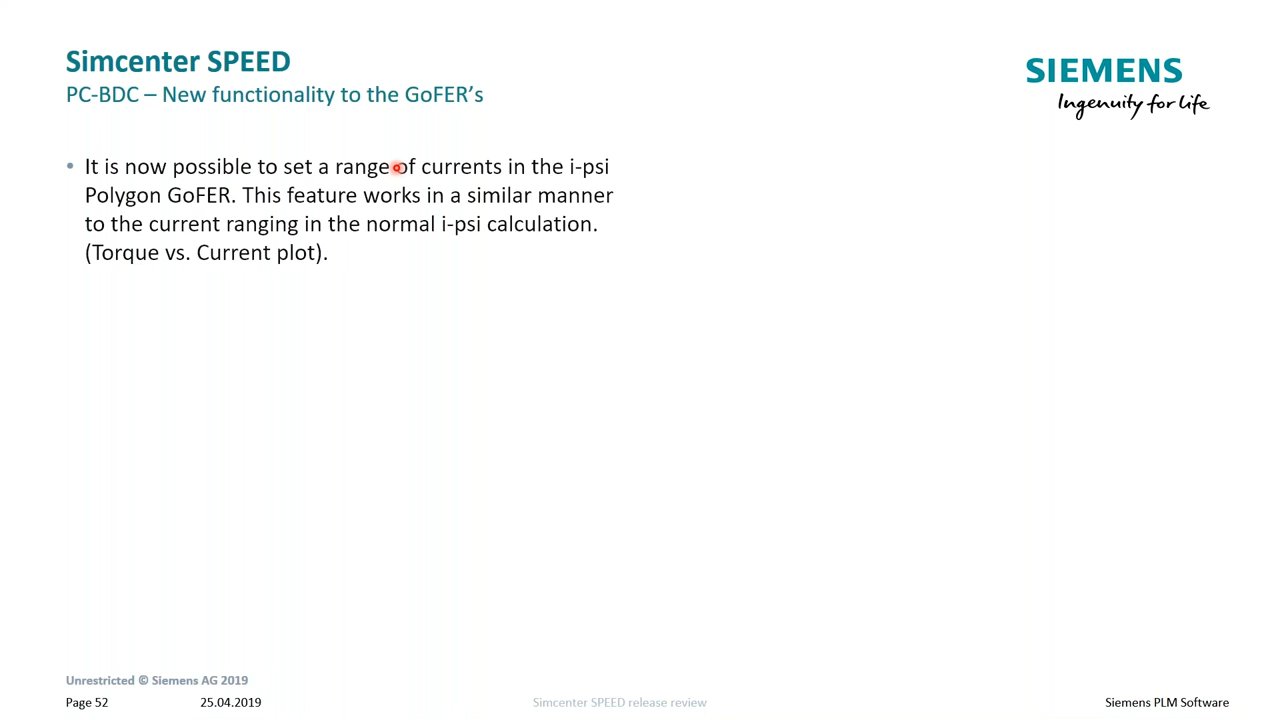 Simcenter SPEED
PC-BDC – New functionality to the GoFER's
SIEMENS
Ingenuity for life
• It is now possible to set a range of currents in the i-psi
Polygon GoFER. This feature works in a similar manner
to the current ranging in the normal i-psi calculation.
(Torque vs. Current plot).
Unrestricted © Siemens AG 2019
Page 52 25.04.2019 Simcenter SPEED release review Siemens PLM Software